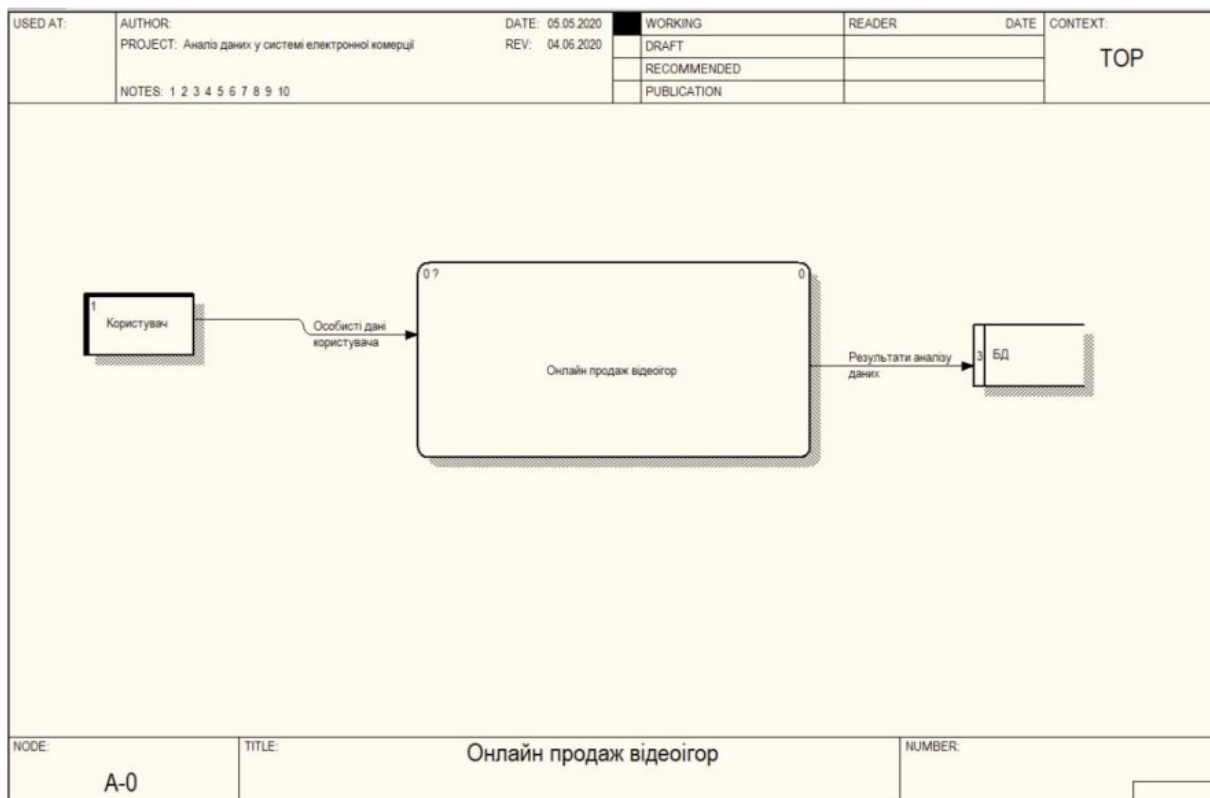 USED AT:
AUTHOR:
DATE: 05.05.2020
PROJECT: Аналіз даних у системі електронної комерції
REV: 04.06.2020
NOTES: 1 2 3 4 5 6 7 8 9 10
WORKING
DRAFT
RECOMMENDED
PUBLICATION
READER
DATE
CONTEXT:
TOP
1
Користувач
Особисті дані
користувача
0 ?
0
Онлайн продаж відеоігор
Результати аналізу
даних
3
БД
NODE:
A-0
TITLE:
Онлайн продаж відеоігор
NUMBER: